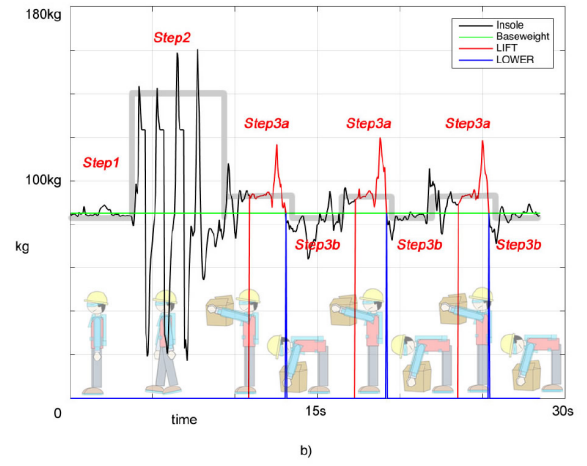 180kg
Insole
Baseweight
LIFT
LOWER
Step2
Step3a
Step3a
Step3a
Step1
100kg
kg
Step3b
Step3b
Step3b
0
time
15s
30s
b)